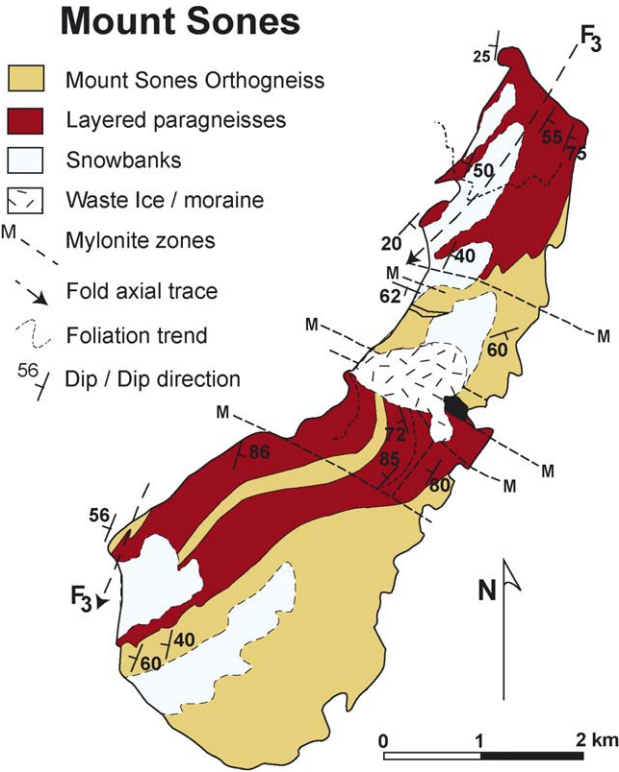 Mount Sones
Mount Sones Orthogneiss
Layered paragneisses
Snowbanks
Waste Ice / moraine
M
Mylonite zones
Fold axial trace
Foliation trend
56
Dip / Dip direction
F3
25
55
75
50
20
40
M
62
M
M
60
M
72
86
85
80
M
M
56
F3
N
40
60
0 1 2 km